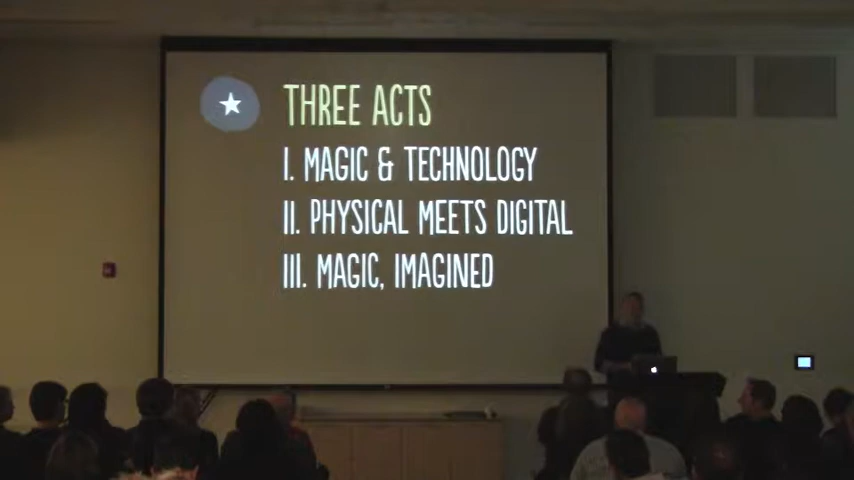 THREE ACTS
I. MAGIC & TECHNOLOGY
II. PHYSICAL MEETS DIGITAL
III. MAGIC, IMAGINED